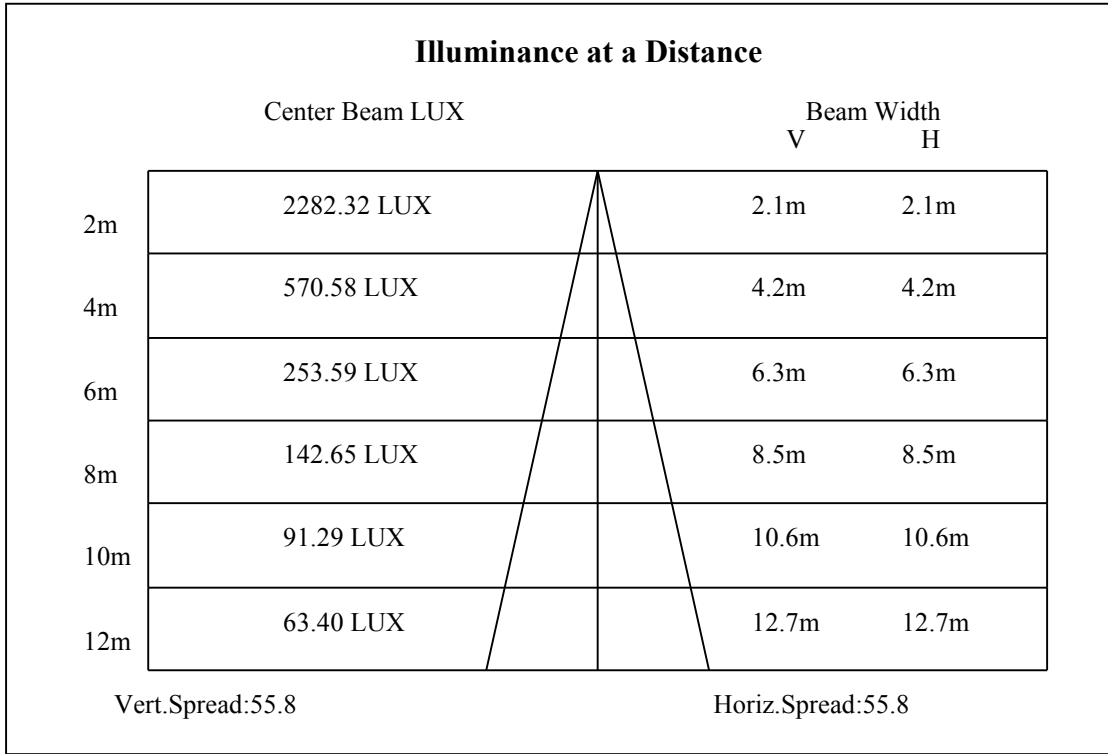 Illuminance at a Distance
Center Beam LUX Beam Width
V H
2m 2282.32 LUX 2.1m 2.1m
4m 570.58 LUX 4.2m 4.2m
6m 253.59 LUX 6.3m 6.3m
8m 142.65 LUX 8.5m 8.5m
10m 91.29 LUX 10.6m 10.6m
12m 63.40 LUX 12.7m 12.7m
Vert.Spread:55.8 Horiz.Spread:55.8